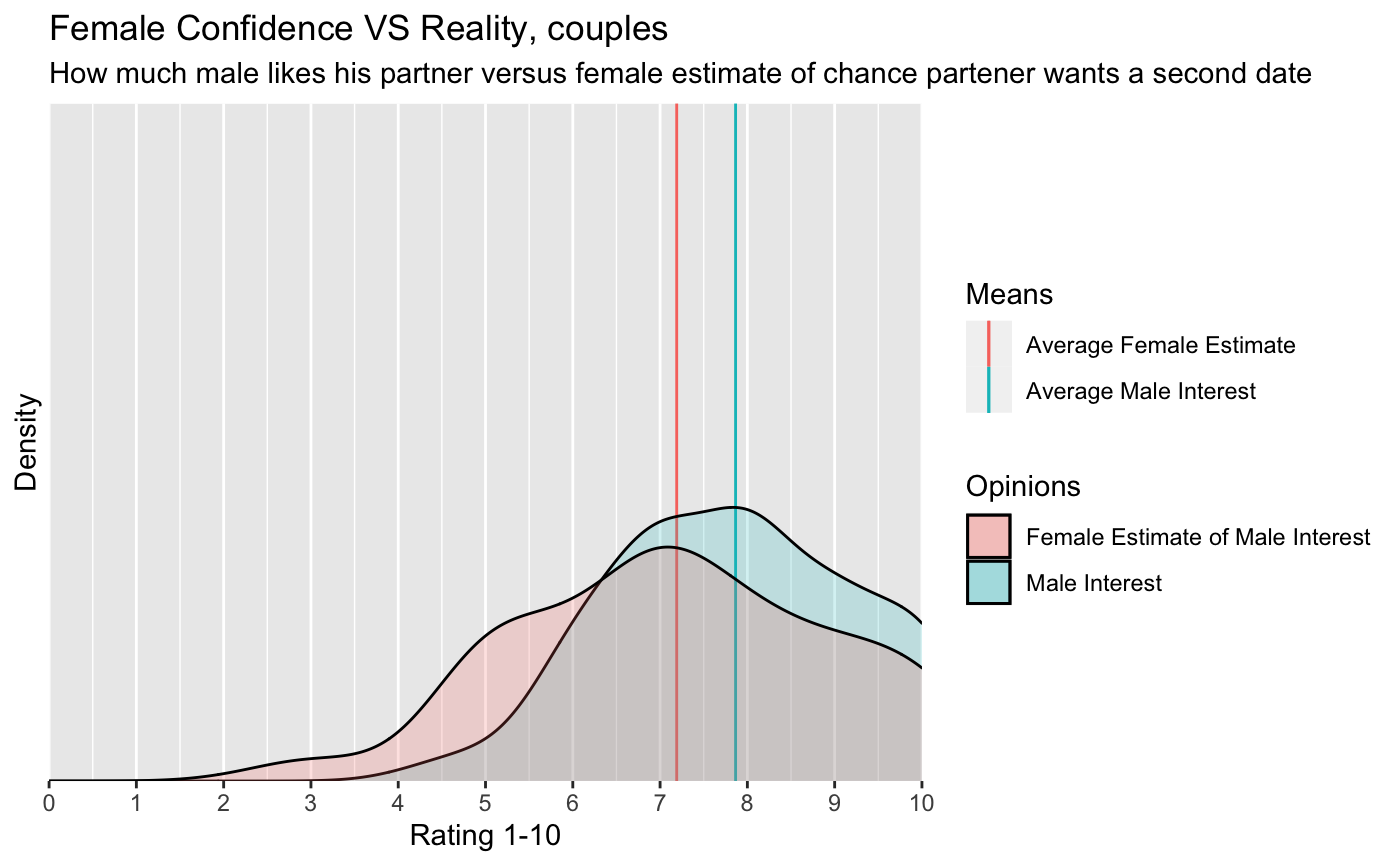 Female Confidence VS Reality, couples
How much male likes his partner versus female estimate of chance partener wants a second date
Density
0 1 2 3 4 5 6 7 8 9 10
Rating 1-10
Means
Average Female Estimate
Average Male Interest
Opinions
Female Estimate of Male Interest
Male Interest